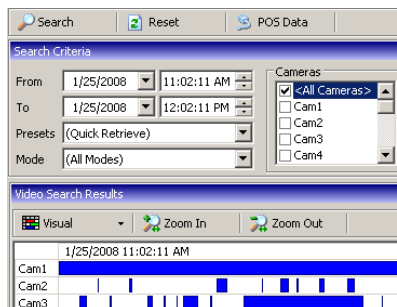 Search Reset POS Data
Search Criteria
From 1/25/2008 11:02:11 AM
To 1/25/2008 12:02:11 PM
Presets (Quick Retrieve)
Mode (All Modes)
Cameras
<All Cameras>
Cam1
Cam2
Cam3
Cam4
Video Search Results
Visual Zoom In Zoom Out
1/25/2008 11:02:11 AM
Cam1
Cam2
Cam3